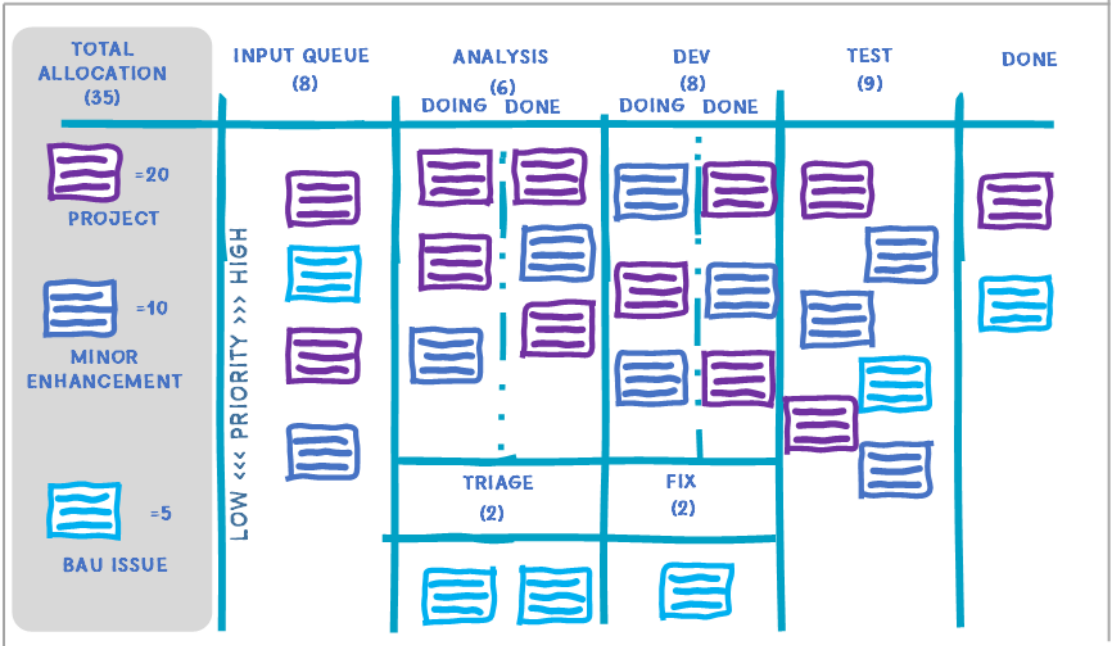 TOTAL
ALLOCATION
(35)
=20
PROJECT
=10
MINOR
ENHANCEMENT
=5
BAU ISSUE
LOW <<< PRIORITY >>> HIGH
INPUT QUEUE
(8)
ANALYSIS
(6)
DOING DONE
DEV
(8)
DOING DONE
TEST
(9)
DONE
TRIAGE
(2)
FIX
(2)